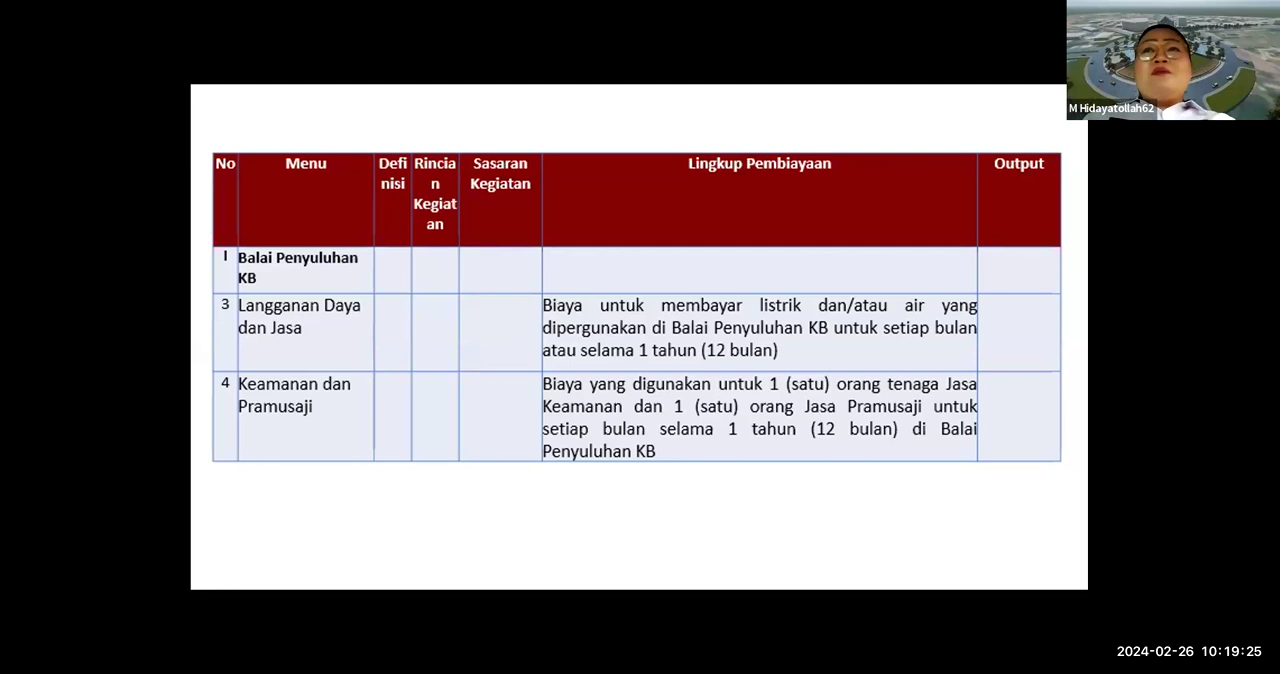 M Hidayatollah62
No Menu Defi Rincia Sasaran Lingkup Pembiayaan Output
nisi n Kegiatan
Kegiat
an
I Balai Penyuluhan
KB
3 Langganan Daya Biaya untuk membayar listrik dan/atau air yang
dan Jasa dipergunakan di Balai Penyuluhan KB untuk setiap bulan
atau selama 1 tahun (12 bulan)
4 Keamanan dan Biaya yang digunakan untuk 1 (satu) orang tenaga Jasa
Pramusaji Keamanan dan 1 (satu) orang Jasa Pramusaji untuk
setiap bulan selama 1 tahun (12 bulan) di Balai
Penyuluhan KB
2024-02-26 10:19:25